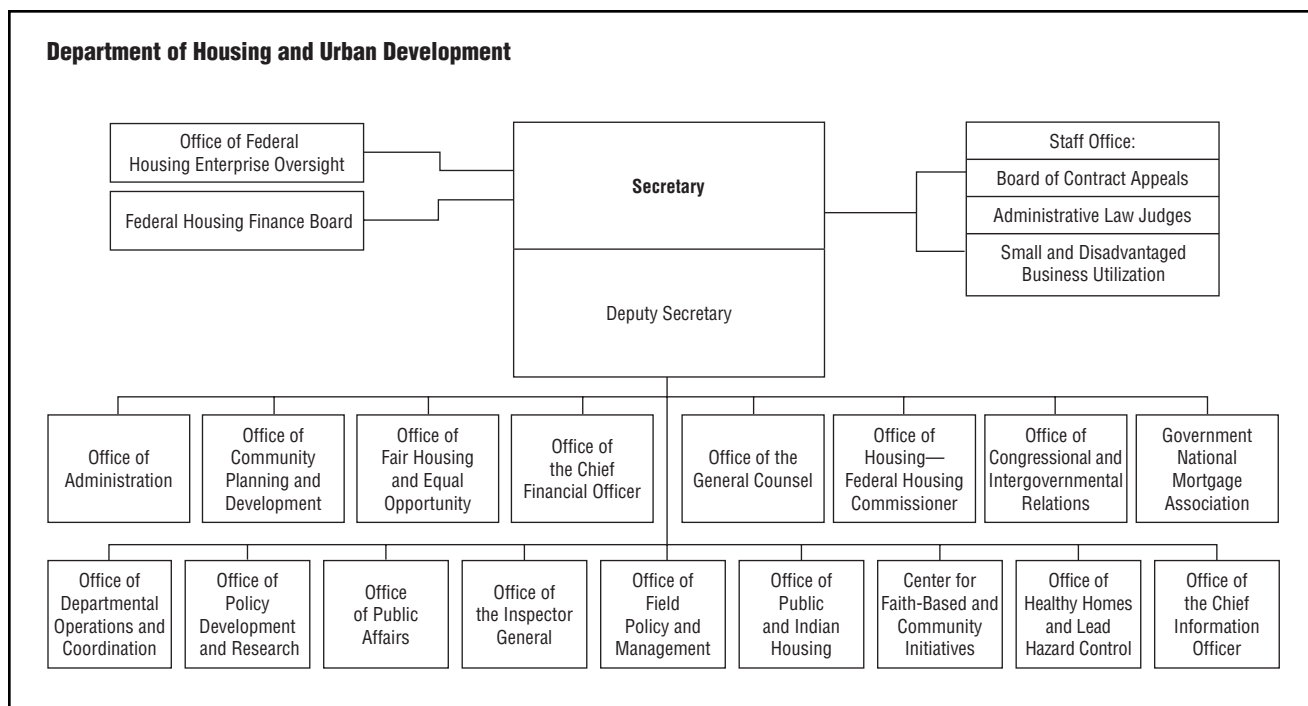 Department of Housing and Urban Development
Office of Federal
Housing Enterprise Oversight
Federal Housing Finance Board
Secretary
Deputy Secretary
Staff Office:
Board of Contract Appeals
Administrative Law Judges
Small and Disadvantaged
Business Utilization
Office of
Administration
Office of
Community
Planning and
Development
Office of
Fair Housing
and Equal
Opportunity
Office of
the Chief
Financial Officer
Office of the
General Counsel
Office of
Housing—
Federal Housing
Commissioner
Office of
Congressional and
Intergovernmental
Relations
Government
National
Mortgage
Association
Office of
Departmental
Operations and
Coordination
Office of
Policy
Development
and Research
Office
of Public
Affairs
Office of
the Inspector
General
Office of
Field
Policy and
Management
Office of
Public
and Indian
Housing
Center for
Faith-Based and
Community
Initiatives
Office of
Healthy Homes
and Lead
Hazard Control
Office of
the Chief
Information
Officer